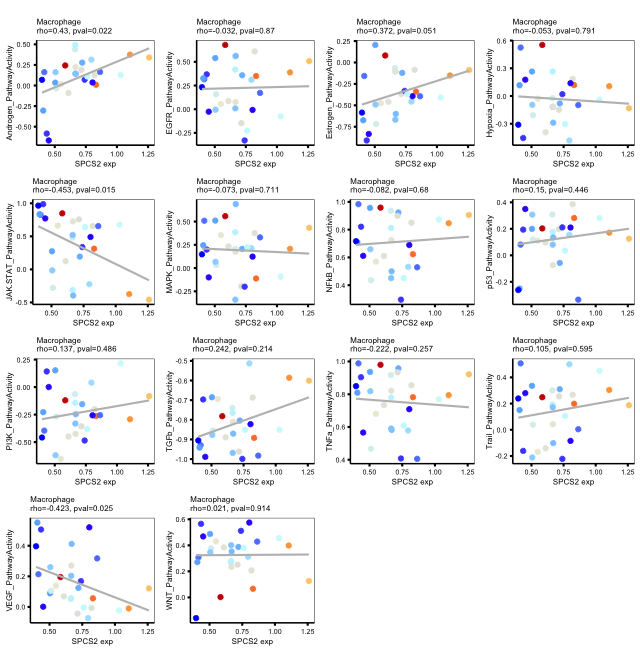 Macrophage
rho=0.43, pval=0.022
Androgen_PathwayActivity
0.50
0.25
0.00
-0.25
-0.50
0.50
0.75
1.00
1.25
SPCS2 exp
Macrophage
rho=-0.032, pval=0.87
EGFR_PathwayActivity
0.50
0.25
0.00
-0.25
0.50
0.75
1.00
1.25
SPCS2 exp
Macrophage
rho=0.372, pval=0.051
Estrogen_PathwayActivity
0.25
0.00
-0.25
-0.50
-0.75
0.50
0.75
1.00
1.25
SPCS2 exp
Macrophage
rho=-0.053, pval=0.791
Hypoxia_PathwayActivity
0.6
0.3
0.0
-0.3
0.50
0.75
1.00
1.25
SPCS2 exp
Macrophage
rho=-0.453, pval=0.015
JAK-STAT_PathwayActivity
1.0
0.5
0.0
-0.5
0.50
0.75
1.00
1.25
SPCS2 exp
Macrophage
rho=-0.073, pval=0.711
MAPK_PathwayActivity
0.50
0.25
0.00
-0.25
0.50
0.75
1.00
1.25
SPCS2 exp
Macrophage
rho=-0.082, pval=0.68
NFkB_PathwayActivity
1.0
0.8
0.6
0.4
0.50
0.75
1.00
1.25
SPCS2 exp
Macrophage
rho=0.15, pval=0.446
p53_PathwayActivity
0.4
0.2
0.0
-0.2
0.50
0.75
1.00
1.25
SPCS2 exp
Macrophage
rho=0.137, pval=0.486
PI3K_PathwayActivity
0.25
0.00
-0.25
-0.50
0.50
0.75
1.00
1.25
SPCS2 exp
Macrophage
rho=0.242, pval=0.214
TGFb_PathwayActivity
-0.5
-0.6
-0.7
-0.8
-0.9
-1.0
0.50
0.75
1.00
1.25
SPCS2 exp
Macrophage
rho=-0.222, pval=0.257
TNFa_PathwayActivity
1.0
0.8
0.6
0.4
0.50
0.75
1.00
1.25
SPCS2 exp
Macrophage
rho=0.105, pval=0.595
Trail_PathwayActivity
0.4
0.2
0.0
-0.2
0.50
0.75
1.00
1.25
SPCS2 exp
Macrophage
rho=-0.423, pval=0.025
VEGF_PathwayActivity
0.4
0.2
0.0
0.50
0.75
1.00
1.25
SPCS2 exp
Macrophage
rho=0.021, pval=0.914
WNT_PathwayActivity
0.6
0.4
0.2
0.0
0.50
0.75
1.00
1.25
SPCS2 exp